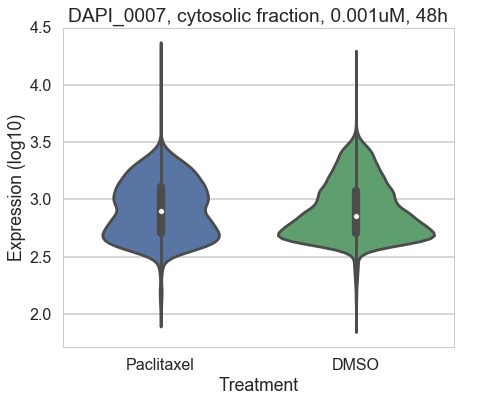 DAPI_0007, cytosolic fraction, 0.001uM, 48h
4.5
4.0
3.5
3.0
2.5
2.0
Expression (log10)
Paclitaxel DMSO
Treatment